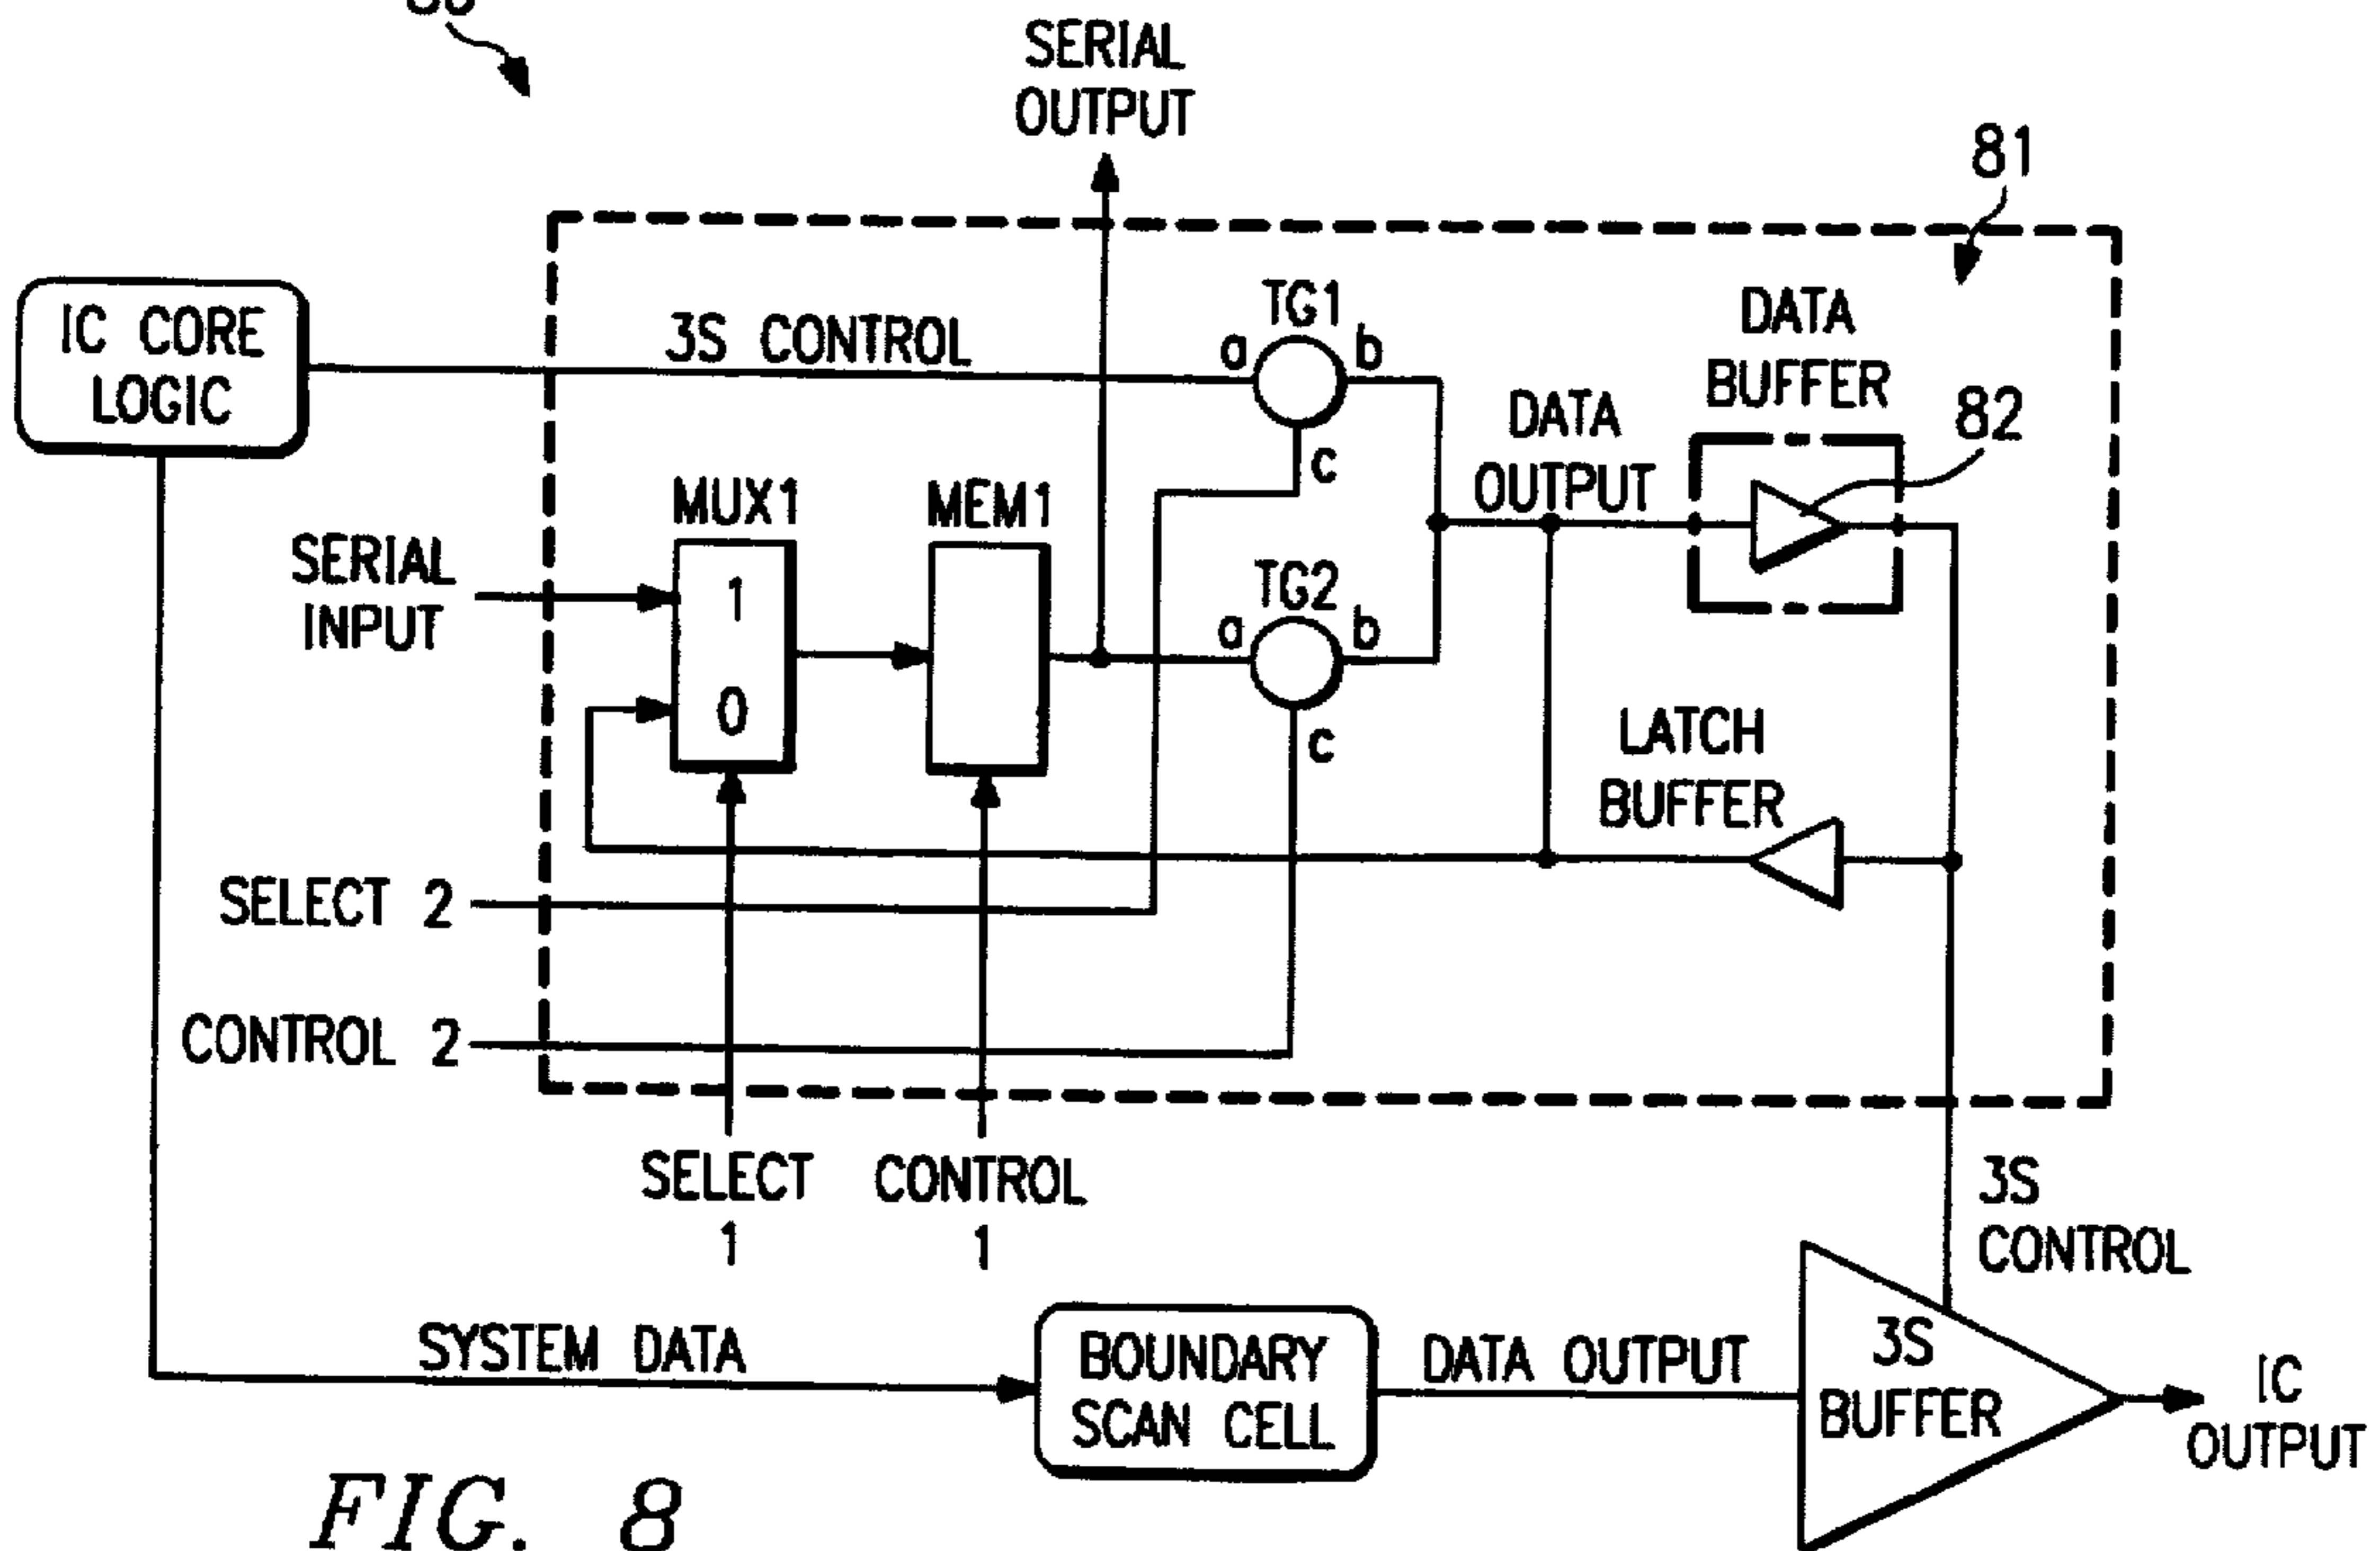 SERIAL
OUTPUT
81
IC CORE
LOGIC
3S CONTROL
TG1
a
b
c
DATA
BUFFER
82
DATA
OUTPUT
MUX1
MEM1
SERIAL
INPUT
1
0
TG2
a
b
c
LATCH
BUFFER
SELECT 2
CONTROL 2
SELECT
1
CONTROL
1
3S
CONTROL
SYSTEM DATA
BOUNDARY
SCAN CELL
DATA OUTPUT
3S
BUFFER
IC
OUTPUT
FIG. 8